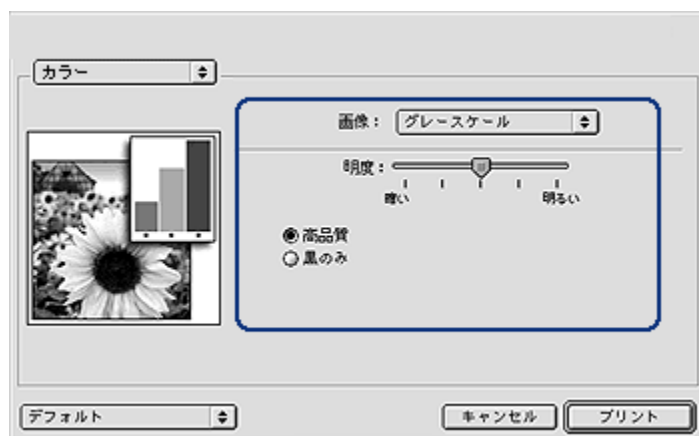 カラー
画像： グレースケール
明度：
暗い 明るい
高品質
黒のみ
デフォルト キャンセル プリント